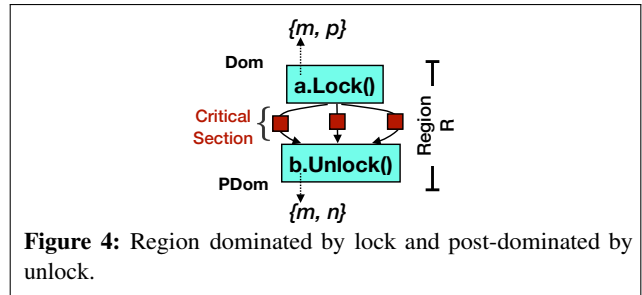 {m, p}
Dom
a.Lock()
Critical
Section
Region
R
b.Unlock()
PDom
{m, n}
Figure 4: Region dominated by lock and post-dominated by
unlock.